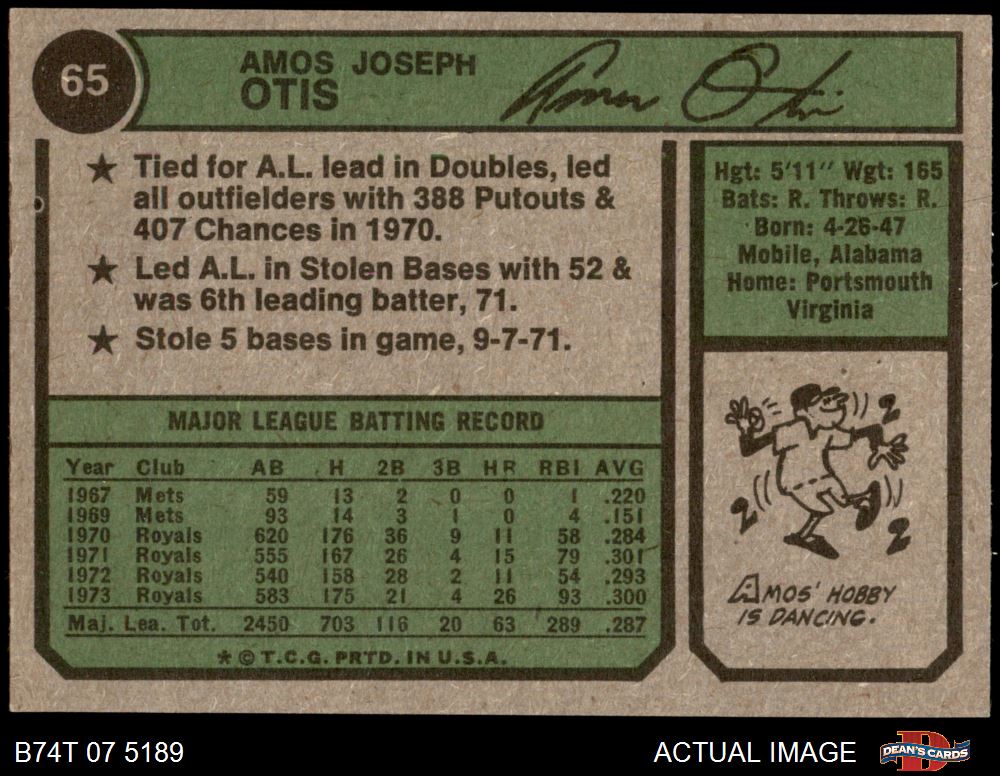 65
AMOS JOSEPH
OTIS
Amos Otis
★ Tied for A.L. lead in Doubles, led
all outfielders with 388 Putouts &
407 Chances in 1970.
★ Led A.L. in Stolen Bases with 52 &
was 6th leading batter, 71.
★ Stole 5 bases in game, 9-7-71.
Hgt: 5'11" Wgt: 165
Bats: R. Throws: R.
Born: 4-26-47
Mobile, Alabama
Home: Portsmouth
Virginia
MAJOR LEAGUE BATTING RECORD
Year Club AB H 2B 3B HR RBI AVG
1967 Mets 59 13 2 0 0 1 .220
1969 Mets 93 14 3 1 0 4 .151
1970 Royals 620 176 36 9 11 58 .284
1971 Royals 555 167 26 4 15 79 .301
1972 Royals 540 158 28 2 11 54 .293
1973 Royals 583 175 21 4 26 93 .300
Maj. Lea. Tot. 2450 703 116 20 63 289 .287
* © T.C.G. PRTD. IN U.S.A.
2
2
2
AMOS' HOBBY
IS DANCING.
B74T 07 5189
ACTUAL IMAGE
D
DEAN'S CARDS